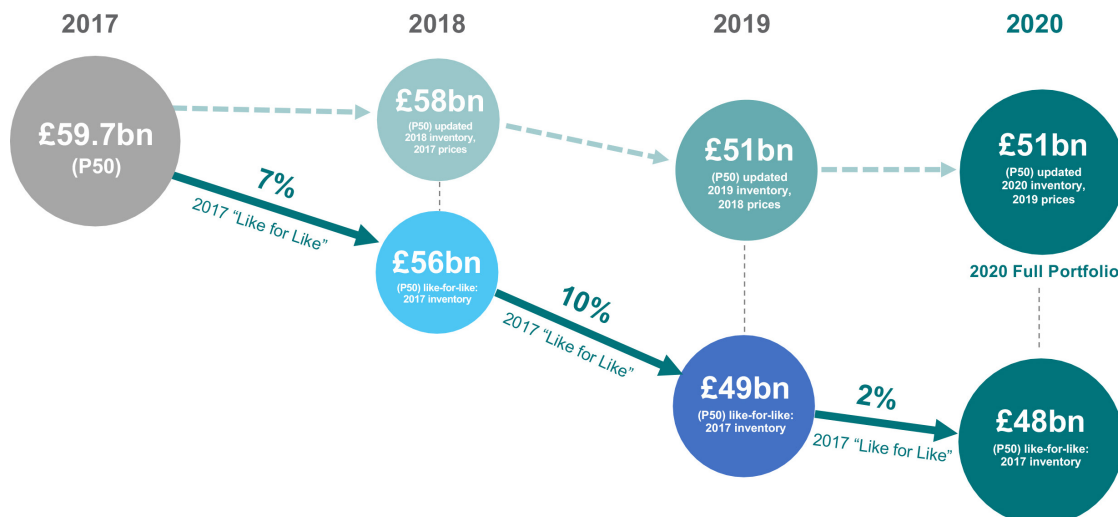 2017
2018
2019
2020
£59.7bn
(P50)
£58bn
(P50) updated
2018 inventory,
2017 prices
£51bn
(P50) updated
2019 inventory,
2018 prices
£51bn
(P50) updated
2020 inventory,
2019 prices
2020 Full Portfolio
7%
2017 “Like for Like”
£56bn
(P50) like-for-like:
2017 inventory
10%
2017 “Like for Like”
£49bn
(P50) like-for-like:
2017 inventory
2%
2017 “Like for Like”
£48bn
(P50) like-for-like:
2017 inventory